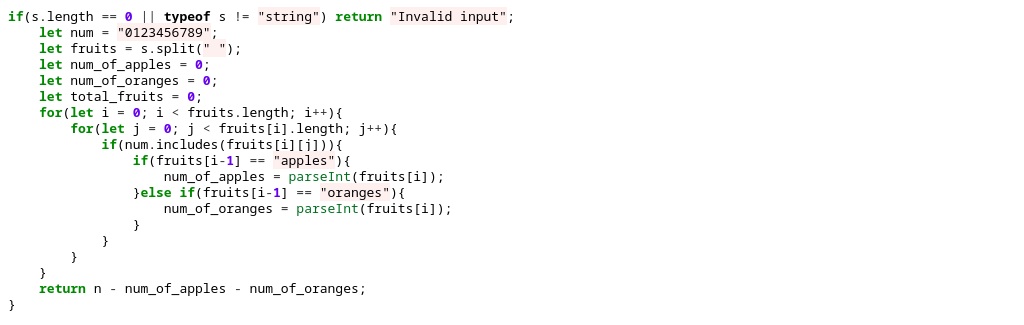 if(s.length == 0 || typeof s != "string") return "Invalid input";
    let num = "0123456789";
    let fruits = s.split(" ");
    let num_of_apples = 0;
    let num_of_oranges = 0;
    let total_fruits = 0;
    for(let i = 0; i < fruits.length; i++){
        for(let j = 0; j < fruits[i].length; j++){
            if(num.includes(fruits[i][j])){
                if(fruits[i-1] == "apples"){
                    num_of_apples = parseInt(fruits[i]);
                }else if(fruits[i-1] == "oranges"){
                    num_of_oranges = parseInt(fruits[i]);
                }
            }
        }
    }
    return n - num_of_apples - num_of_oranges;
}